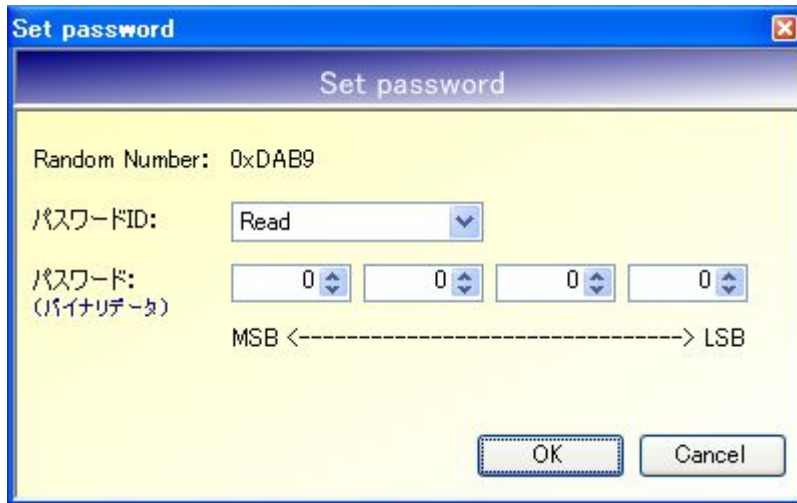 Set password
Set password
Random Number: 0xDAB9
パスワードID: Read
パスワード: 0 0 0 0
(バイナリデータ)
MSB <--------------------------------> LSB
OK Cancel